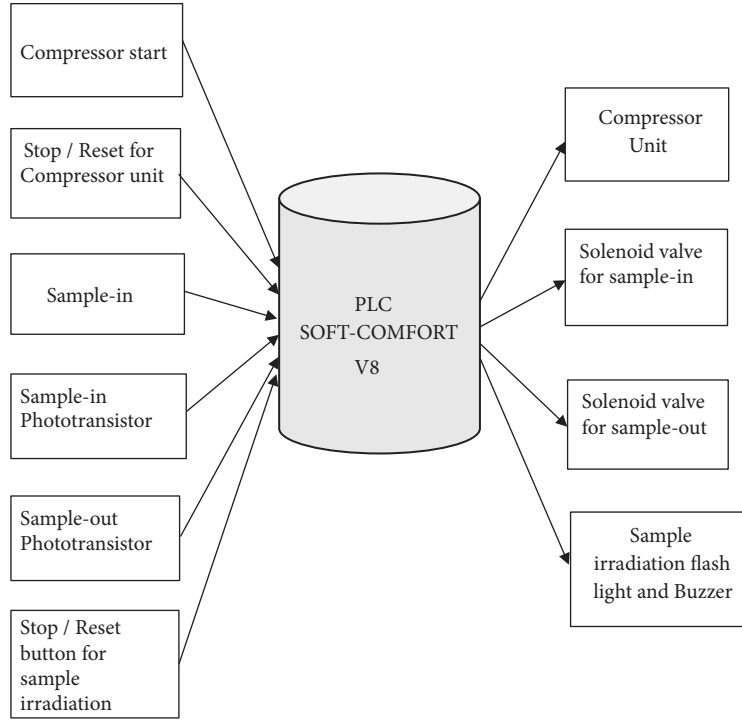 Compressor start
Stop / Reset for
Compressor unit
Sample-in
Sample-in
Phototransistor
Sample-out
Phototransistor
Stop / Reset
button for
sample
irradiation
PLC
SOFT-COMFORT
V8
Compressor
Unit
Solenoid valve
for sample-in
Solenoid valve
for sample-out
Sample
irradiation flash
light and Buzzer